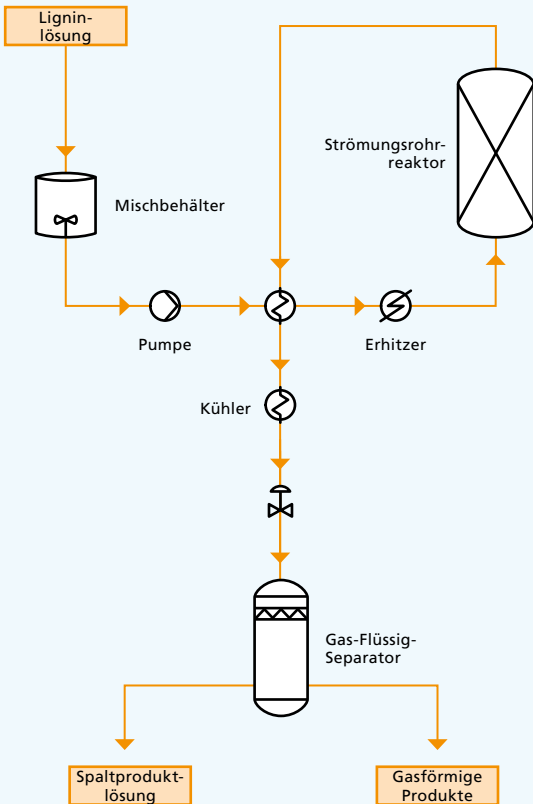 Lignin-
lösung
Strömungsrohr-
reaktor
Mischbehälter
Pumpe
Erhitzer
Kühler
Gas-Flüssig-
Separator
Spaltprodukt-
lösung
Gasförmige
Produkte